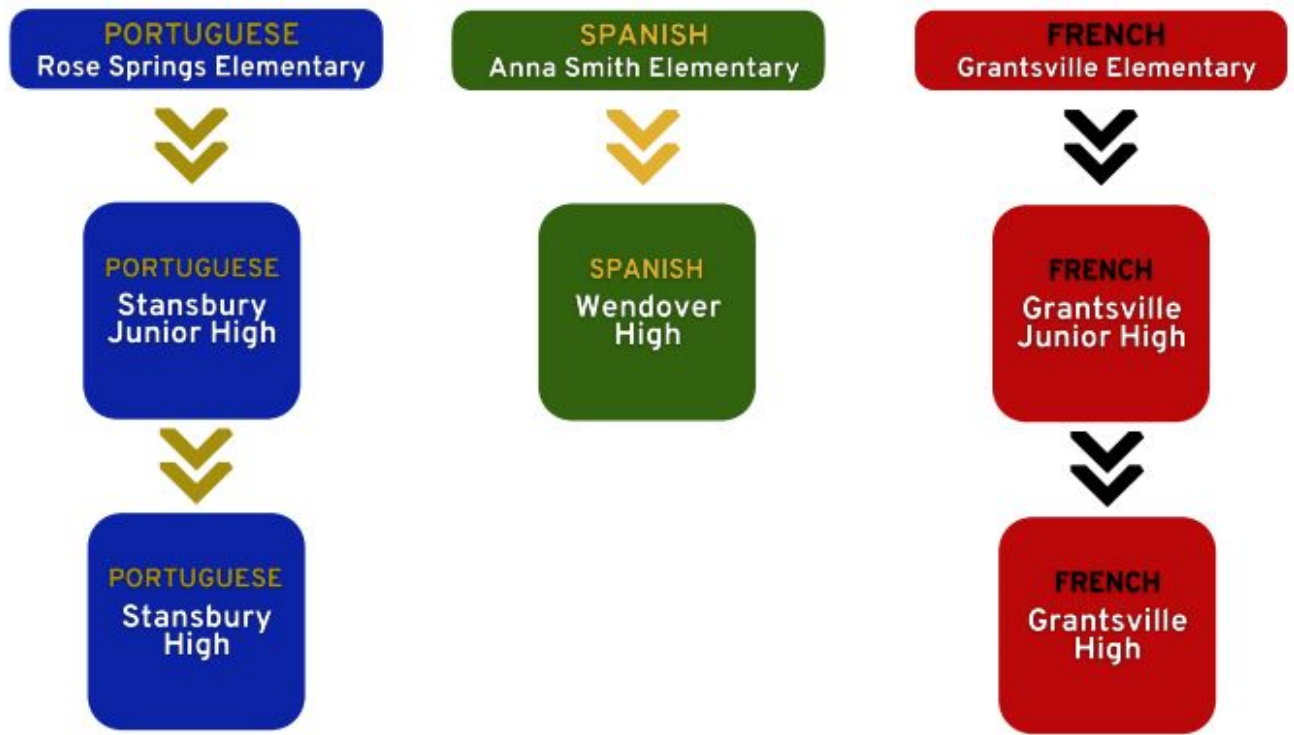 PORTUGUESE
Rose Springs Elementary
SPANISH
Anna Smith Elementary
FRENCH
Grantsville Elementary
PORTUGUESE
Stansbury
Junior High
SPANISH
Wendover
High
FRENCH
Grantsville
Junior High
PORTUGUESE
Stansbury
High
FRENCH
Grantsville
High